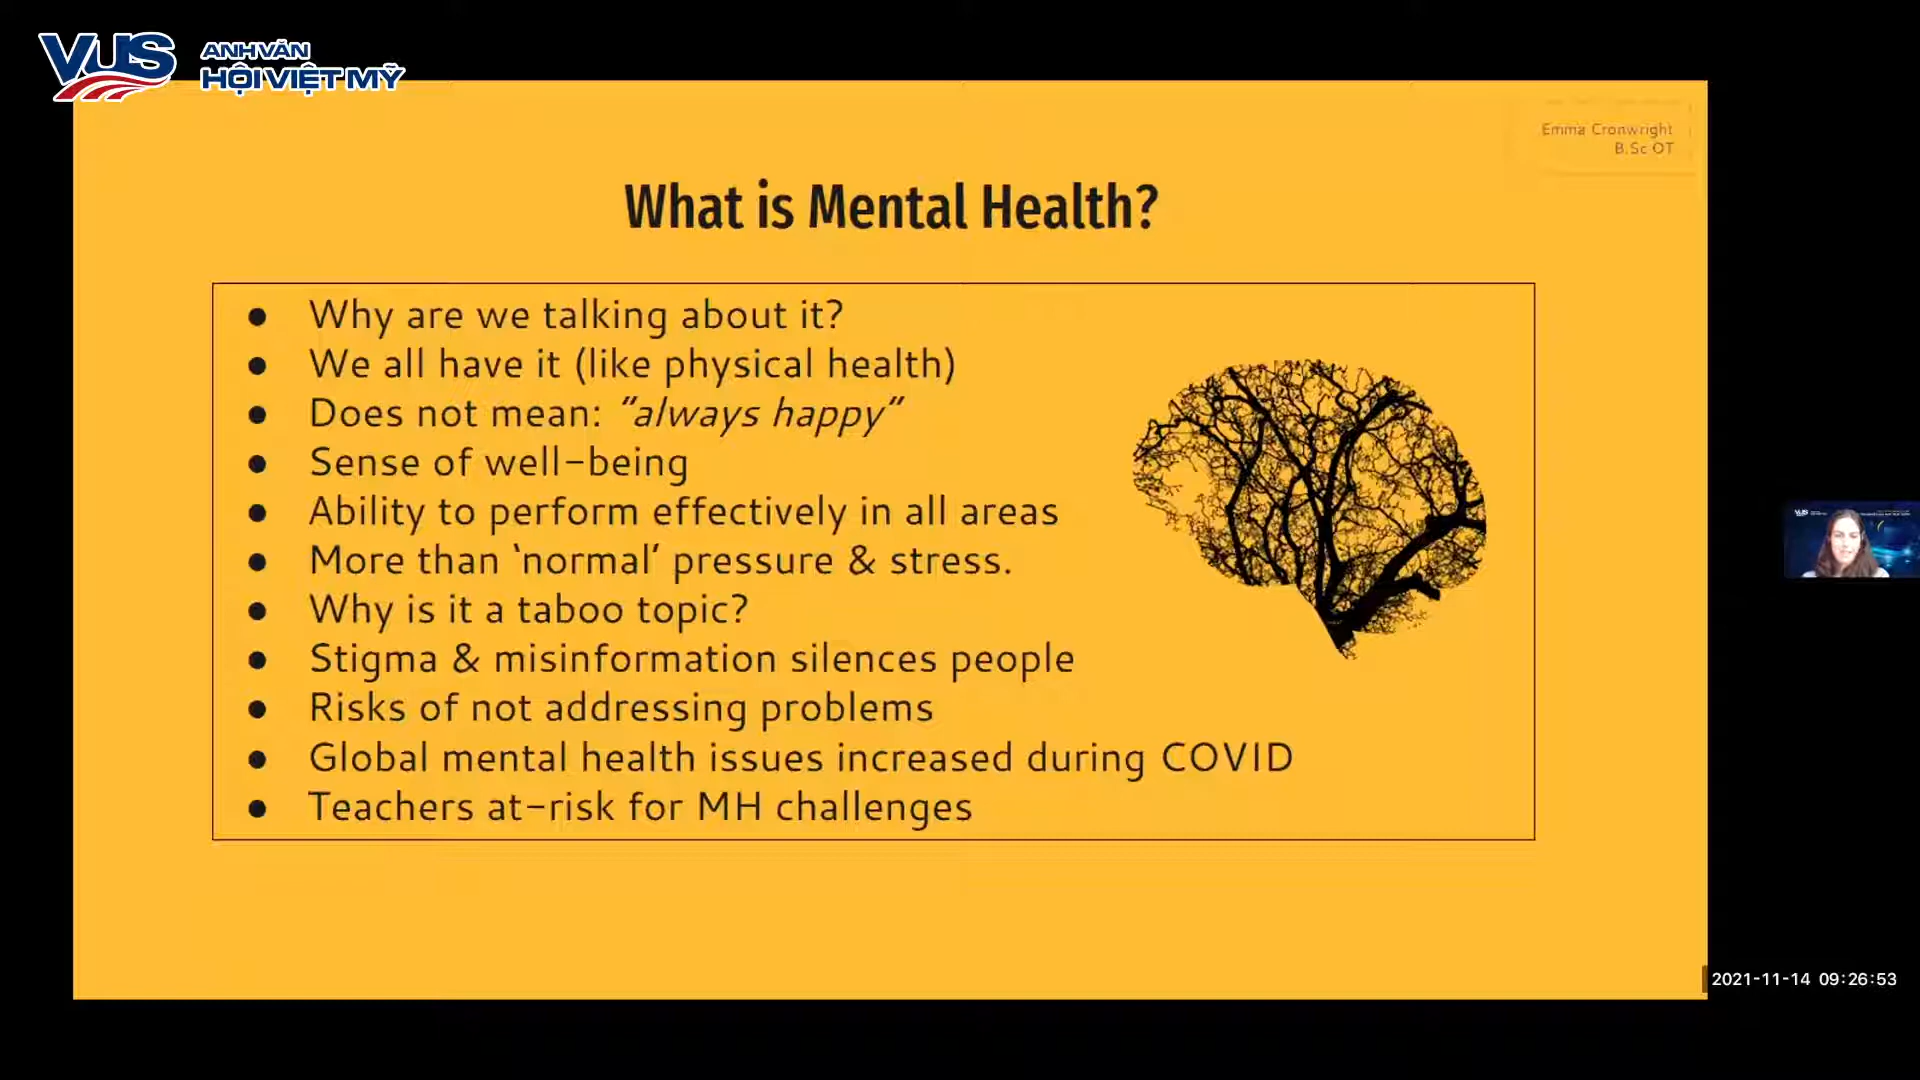 VUS
ANH VĂN
HỘI VIỆT MỸ
Emma Cronwright
B.Sc OT
What is Mental Health?
● Why are we talking about it?
● We all have it (like physical health)
● Does not mean: “always happy”
● Sense of well-being
● Ability to perform effectively in all areas
● More than ‘normal’ pressure & stress.
● Why is it a taboo topic?
● Stigma & misinformation silences people
● Risks of not addressing problems
● Global mental health issues increased during COVID
● Teachers at-risk for MH challenges
VUS
2021-11-14 09:26:53